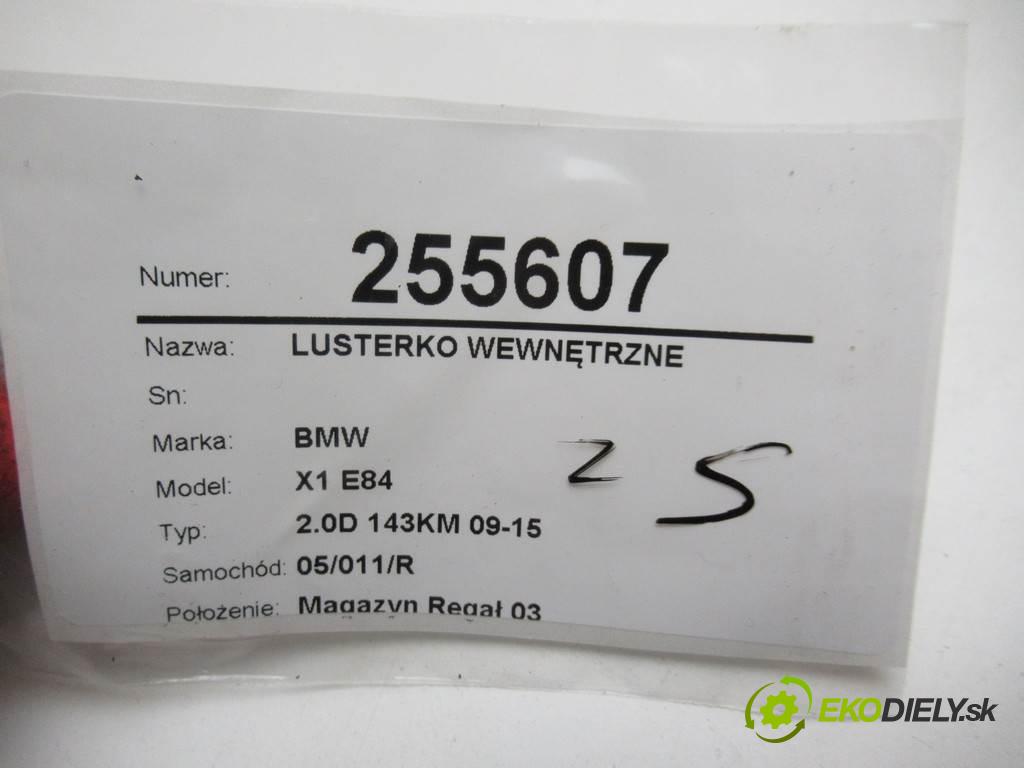 Numer: 255607
Nazwa: LUSTERKO WEWNĘTRZNE
Sn:
Marka: BMW
Model: X1 E84
Typ: 2.0D 143KM 09-15
Samochód: 05/011/R
Położenie: Magazyn Regał 03
Z S
EKODIELY.sk